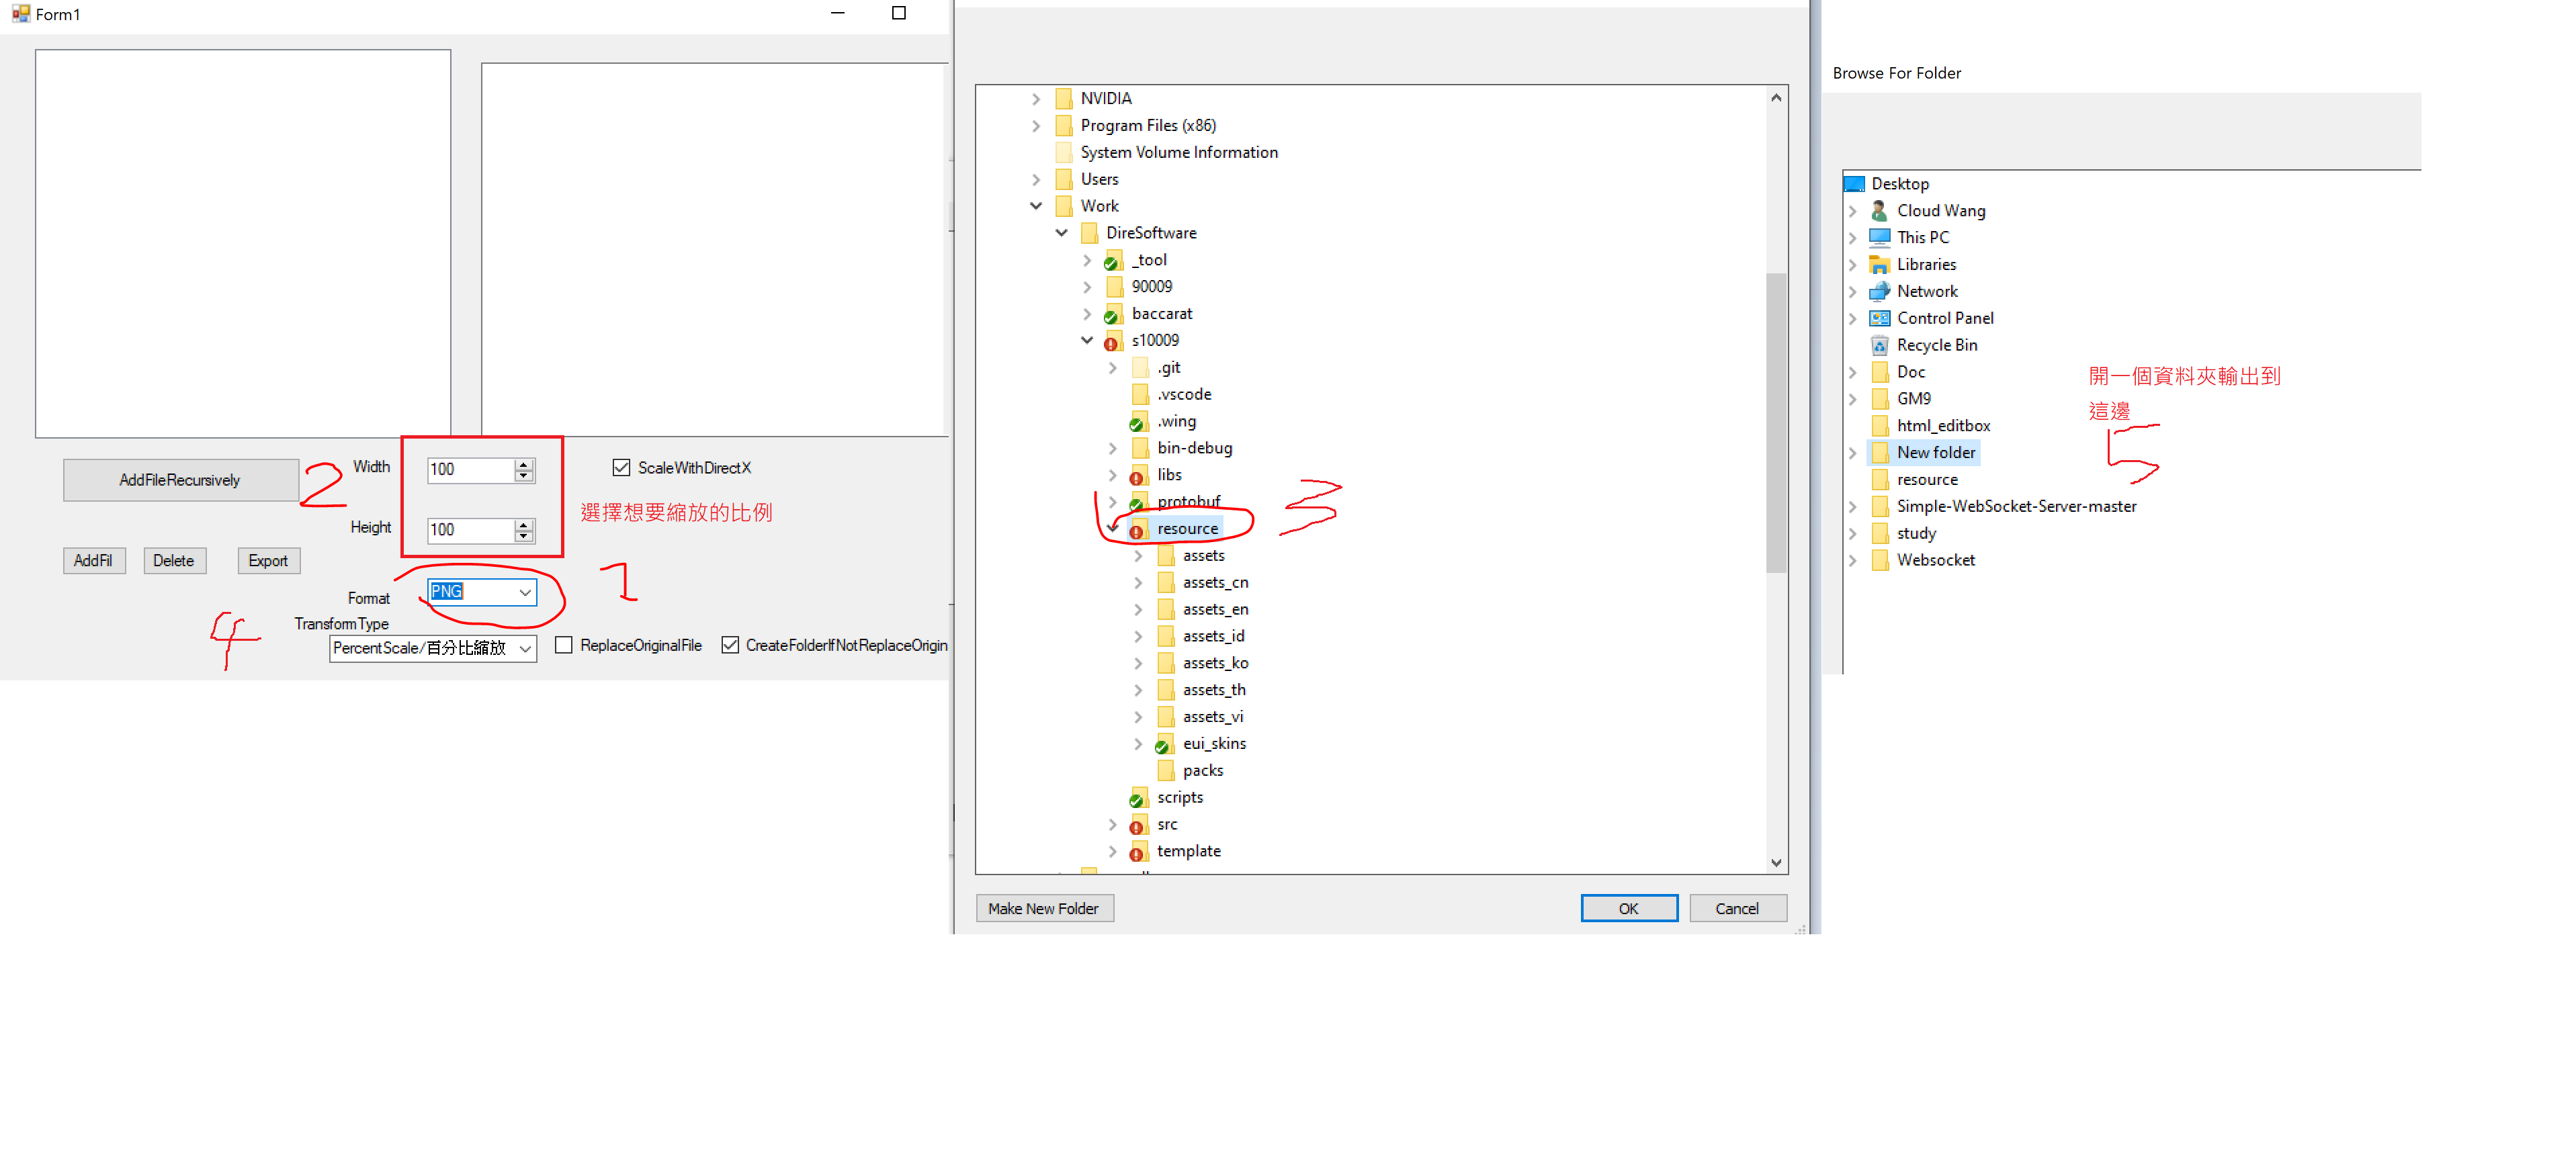 Form1
AddFileRecursively
2
Width
100
ScaleWithDirectX
Height
100
選擇想要縮放的比例
AddFil
Delete
Export
Format
PNG
1
4
TransformType
PercentScale/百分比縮放
ReplaceOriginalFile
CreateFolderIfNotReplaceOrigin
NVIDIA
Program Files (x86)
System Volume Information
Users
Work
DireSoftware
_tool
90009
baccarat
s10009
.git
.vscode
.wing
bin-debug
libs
protobuf
resource
3
assets
assets_cn
assets_en
assets_id
assets_ko
assets_th
assets_vi
eui_skins
packs
scripts
src
template
Make New Folder
OK
Cancel
Browse For Folder
Desktop
Cloud Wang
This PC
Libraries
Network
Control Panel
Recycle Bin
Doc
GM9
html_editbox
New folder
resource
Simple-WebSocket-Server-master
study
Websocket
開一個資料夾輸出到
這邊
5